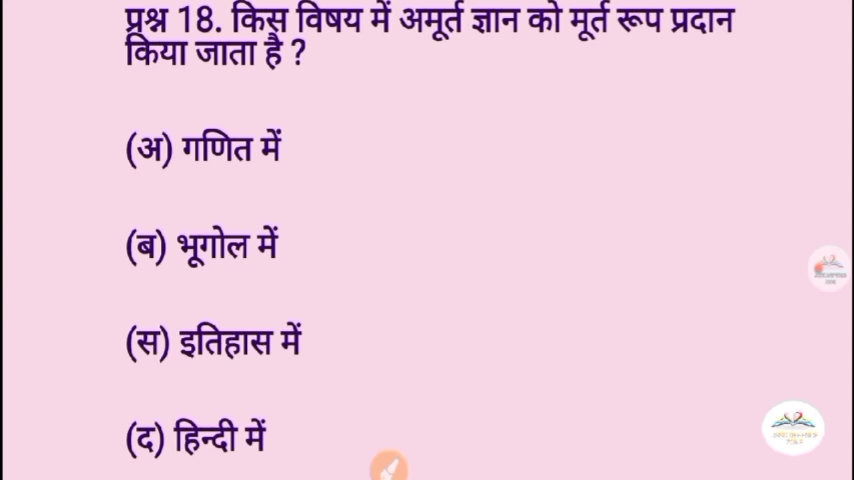 प्रश्न 18. किस विषय में अमूर्त ज्ञान को मूर्त रूप प्रदान
किया जाता है ?
(अ) गणित में
(ब) भूगोल में
(स) इतिहास में
(द) हिन्दी में